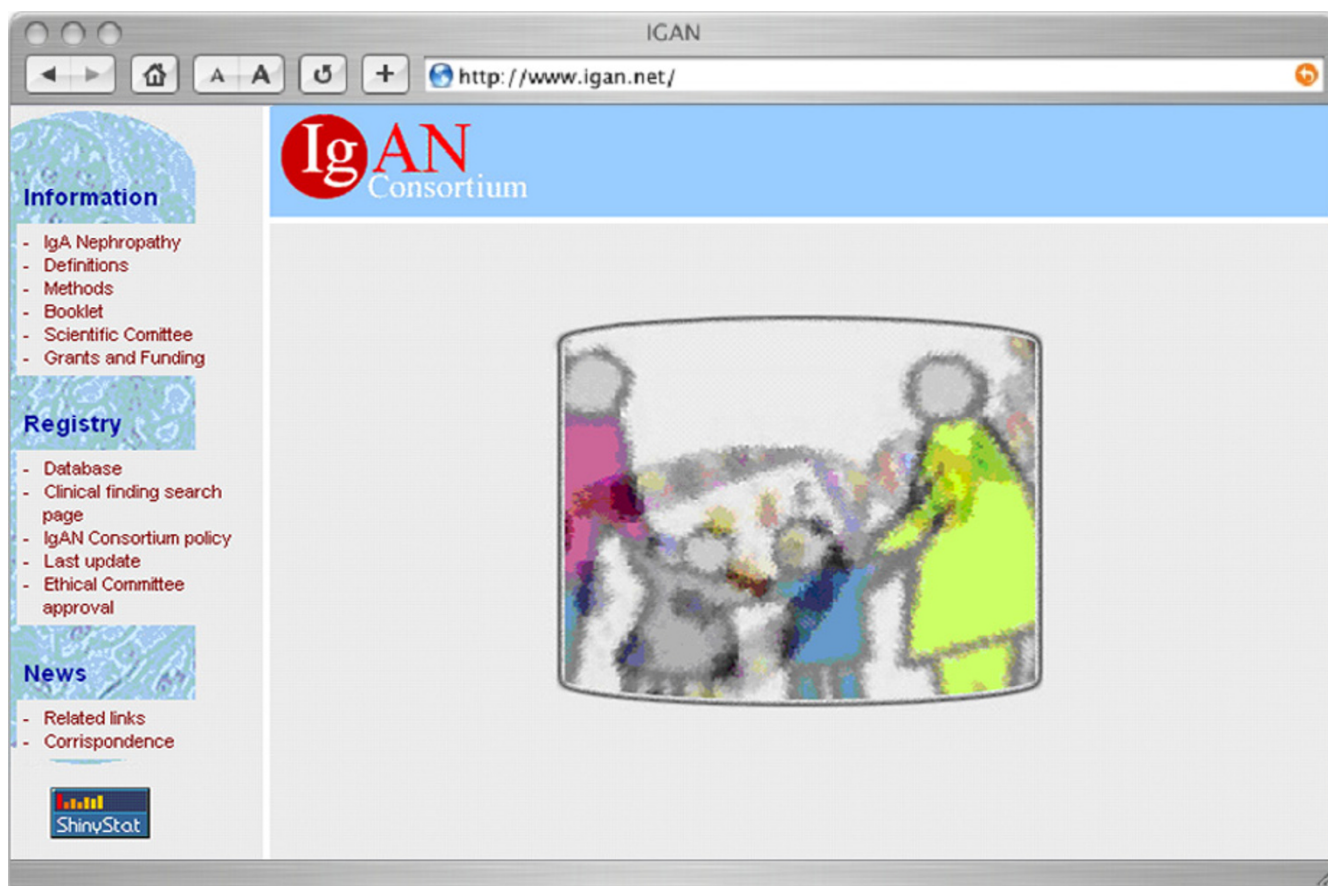 IGAN
A A
http://www.igan.net/
IgAN
Consortium
Information
- IgA Nephropathy
- Definitions
- Methods
- Booklet
- Scientific Comittee
- Grants and Funding
Registry
- Database
- Clinical finding search
page
- IgAN Consortium policy
- Last update
- Ethical Committee
approval
News
- Related links
- Corrispondence
ShinyStat